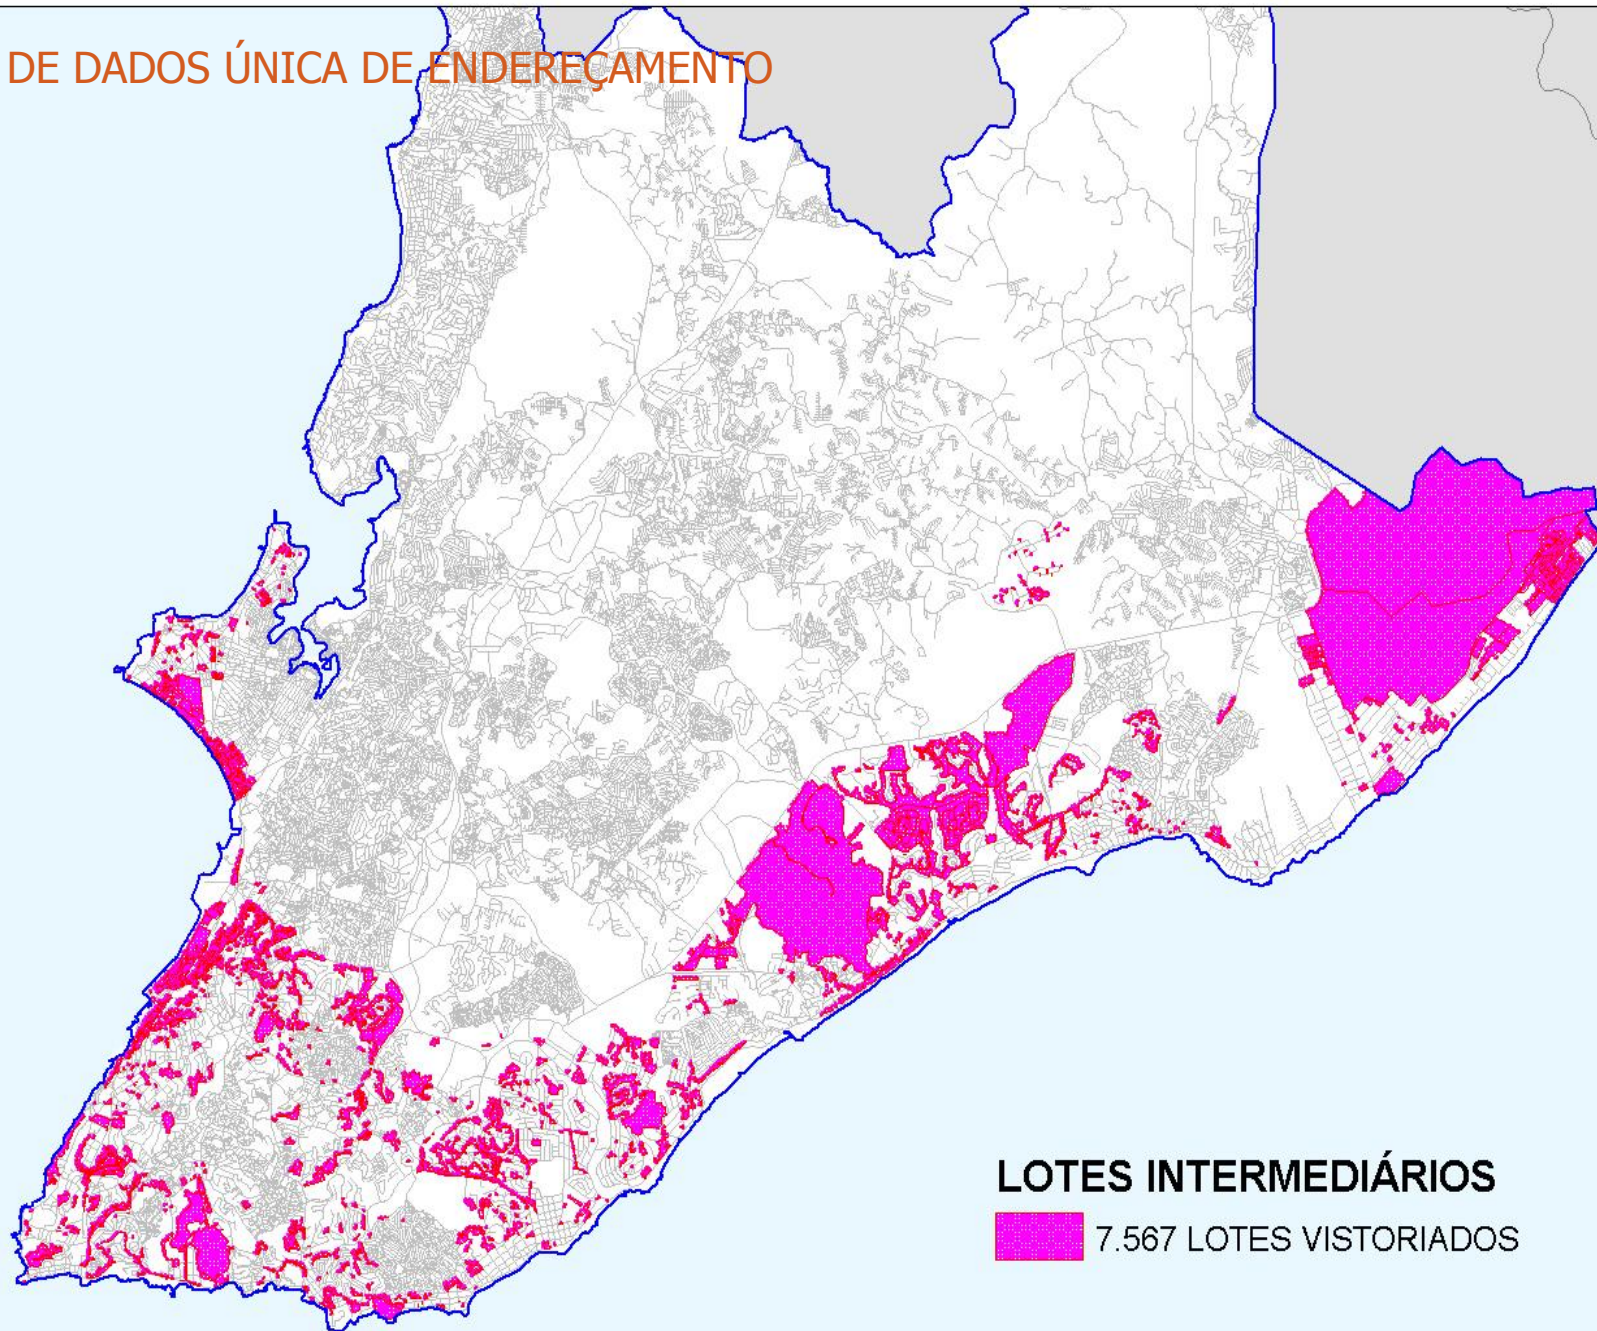 DE DADOS ÚNICA DE ENDEREÇAMENTO
LOTES INTERMEDIÁRIOS
7.567 LOTES VISTORIADOS